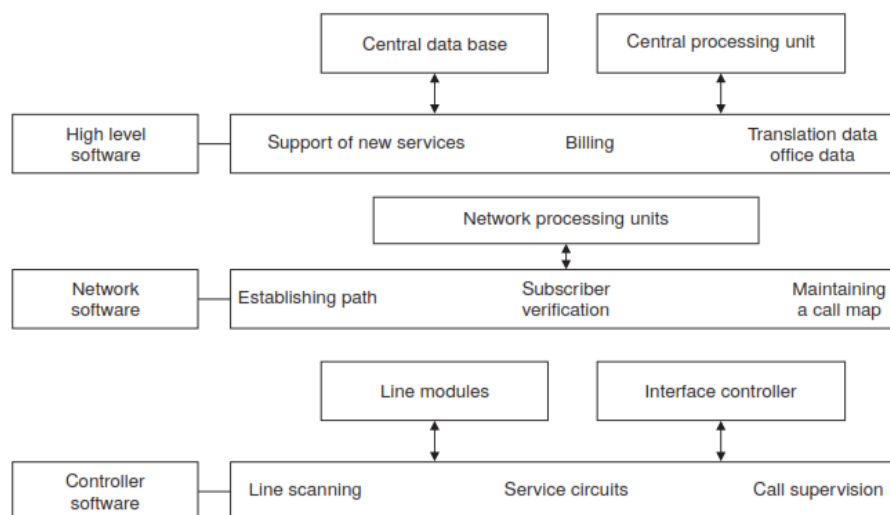 Central data base
Central processing unit
High level
software
Support of new services
Billing
Translation data
office data
Network processing units
Network
software
Establishing path
Subscriber
verification
Maintaining
a call map
Line modules
Interface controller
Controller
software
Line scanning
Service circuits
Call supervision